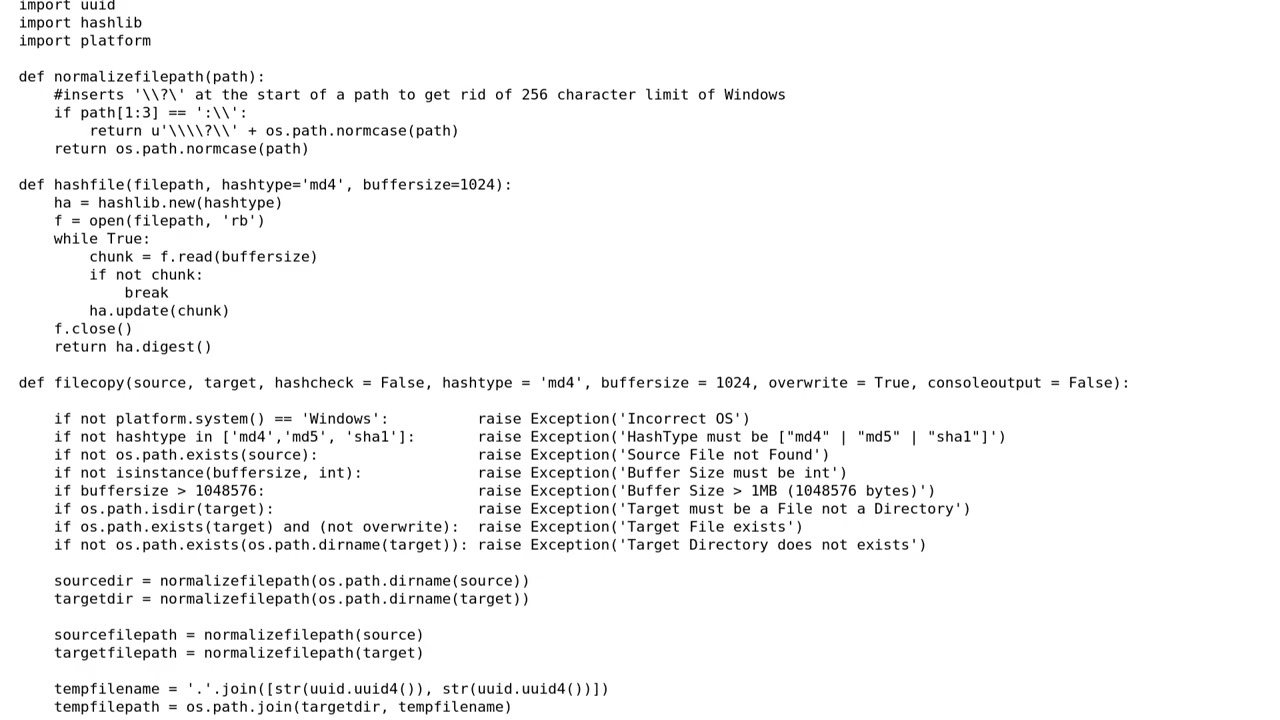 import uuid
import hashlib
import platform

def normalizefilepath(path):
    #inserts '\\?\' at the start of a path to get rid of 256 character limit of Windows
    if path[1:3] == ':\\':
        return u'\\\\?\\' + os.path.normcase(path)
    return os.path.normcase(path)

def hashfile(filepath, hashtype='md4', buffersize=1024):
    ha = hashlib.new(hashtype)
    f = open(filepath, 'rb')
    while True:
        chunk = f.read(buffersize)
        if not chunk:
            break
        ha.update(chunk)
    f.close()
    return ha.digest()

def filecopy(source, target, hashcheck = False, hashtype = 'md4', buffersize = 1024, overwrite = True, consoleoutput = False):

    if not platform.system() == 'Windows':          raise Exception('Incorrect OS')
    if not hashtype in ['md4','md5', 'sha1']:       raise Exception('HashType must be ["md4" | "md5" | "sha1"]')
    if not os.path.exists(source):                  raise Exception('Source File not Found')
    if not isinstance(buffersize, int):             raise Exception('Buffer Size must be int')
    if buffersize > 1048576:                        raise Exception('Buffer Size > 1MB (1048576 bytes)')
    if os.path.isdir(target):                       raise Exception('Target must be a File not a Directory')
    if os.path.exists(target) and (not overwrite):  raise Exception('Target File exists')
    if not os.path.exists(os.path.dirname(target)): raise Exception('Target Directory does not exists')

    sourcedir = normalizefilepath(os.path.dirname(source))
    targetdir = normalizefilepath(os.path.dirname(target))

    sourcefilepath = normalizefilepath(source)
    targetfilepath = normalizefilepath(target)

    tempfilename = '.'.join([str(uuid.uuid4()), str(uuid.uuid4())])
    tempfilepath = os.path.join(targetdir, tempfilename)